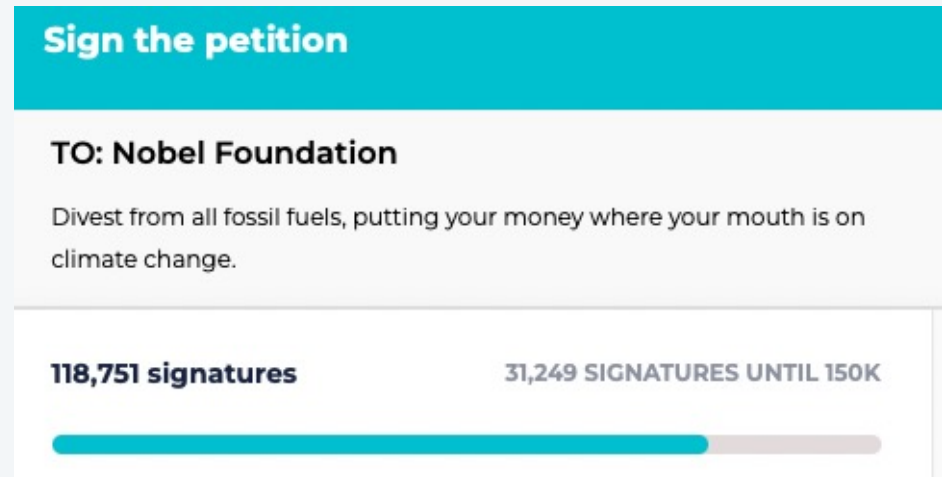 Sign the petition
TO: Nobel Foundation
Divest from all fossil fuels, putting your money where your mouth is on
climate change.
118,751 signatures
31,249 SIGNATURES UNTIL 150K